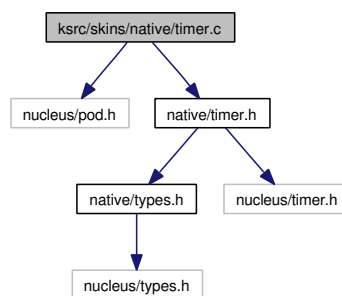 ksrc/skins/native/timer.c
nucleus/pod.h
native/timer.h
native/types.h
nucleus/timer.h
nucleus/types.h